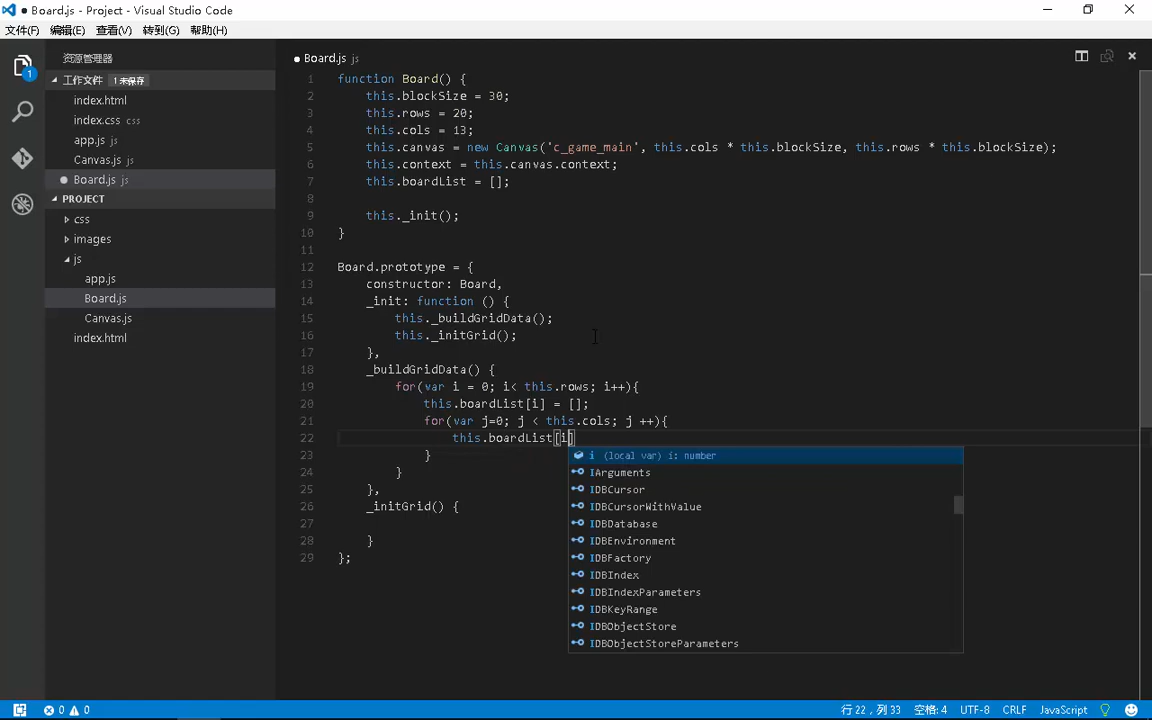 Board.js - Project - Visual Studio Code
文件(F) 编辑(E) 查看(V) 转到(G) 帮助(H)
资源管理器
工作文件 1 未保存
index.html
index.css css
app.js js
Canvas.js js
Board.js js
PROJECT
css
images
js
app.js
Board.js
Canvas.js
index.html
1
Board.js js
1 function Board() {
2 this.blockSize = 30;
3 this.rows = 20;
4 this.cols = 13;
5 this.canvas = new Canvas('c_game_main', this.cols * this.blockSize, this.rows * this.blockSize);
6 this.context = this.canvas.context;
7 this.boardList = [];
8
9 this._init();
10 }
11
12 Board.prototype = {
13 constructor: Board,
14 _init: function () {
15 this._buildGridData();
16 this._initGrid();
17 },
18 _buildGridData() {
19 for(var i = 0; i< this.rows; i++){
20 this.boardList[i] = [];
21 for(var j=0; j < this.cols; j ++){
22 this.boardList[i]
23 }
24 }
25 },
26 _initGrid() {
27
28 }
29 };
i (local var) i: number
IArguments
IDBCursor
IDBCursorWithValue
IDBDatabase
IDBEnvironment
IDBFactory
IDBIndex
IDBIndexParameters
IDBKeyRange
IDBObjectStore
IDBObjectStoreParameters
0 0 行 22，列 33 空格: 4 UTF-8 CRLF JavaScript